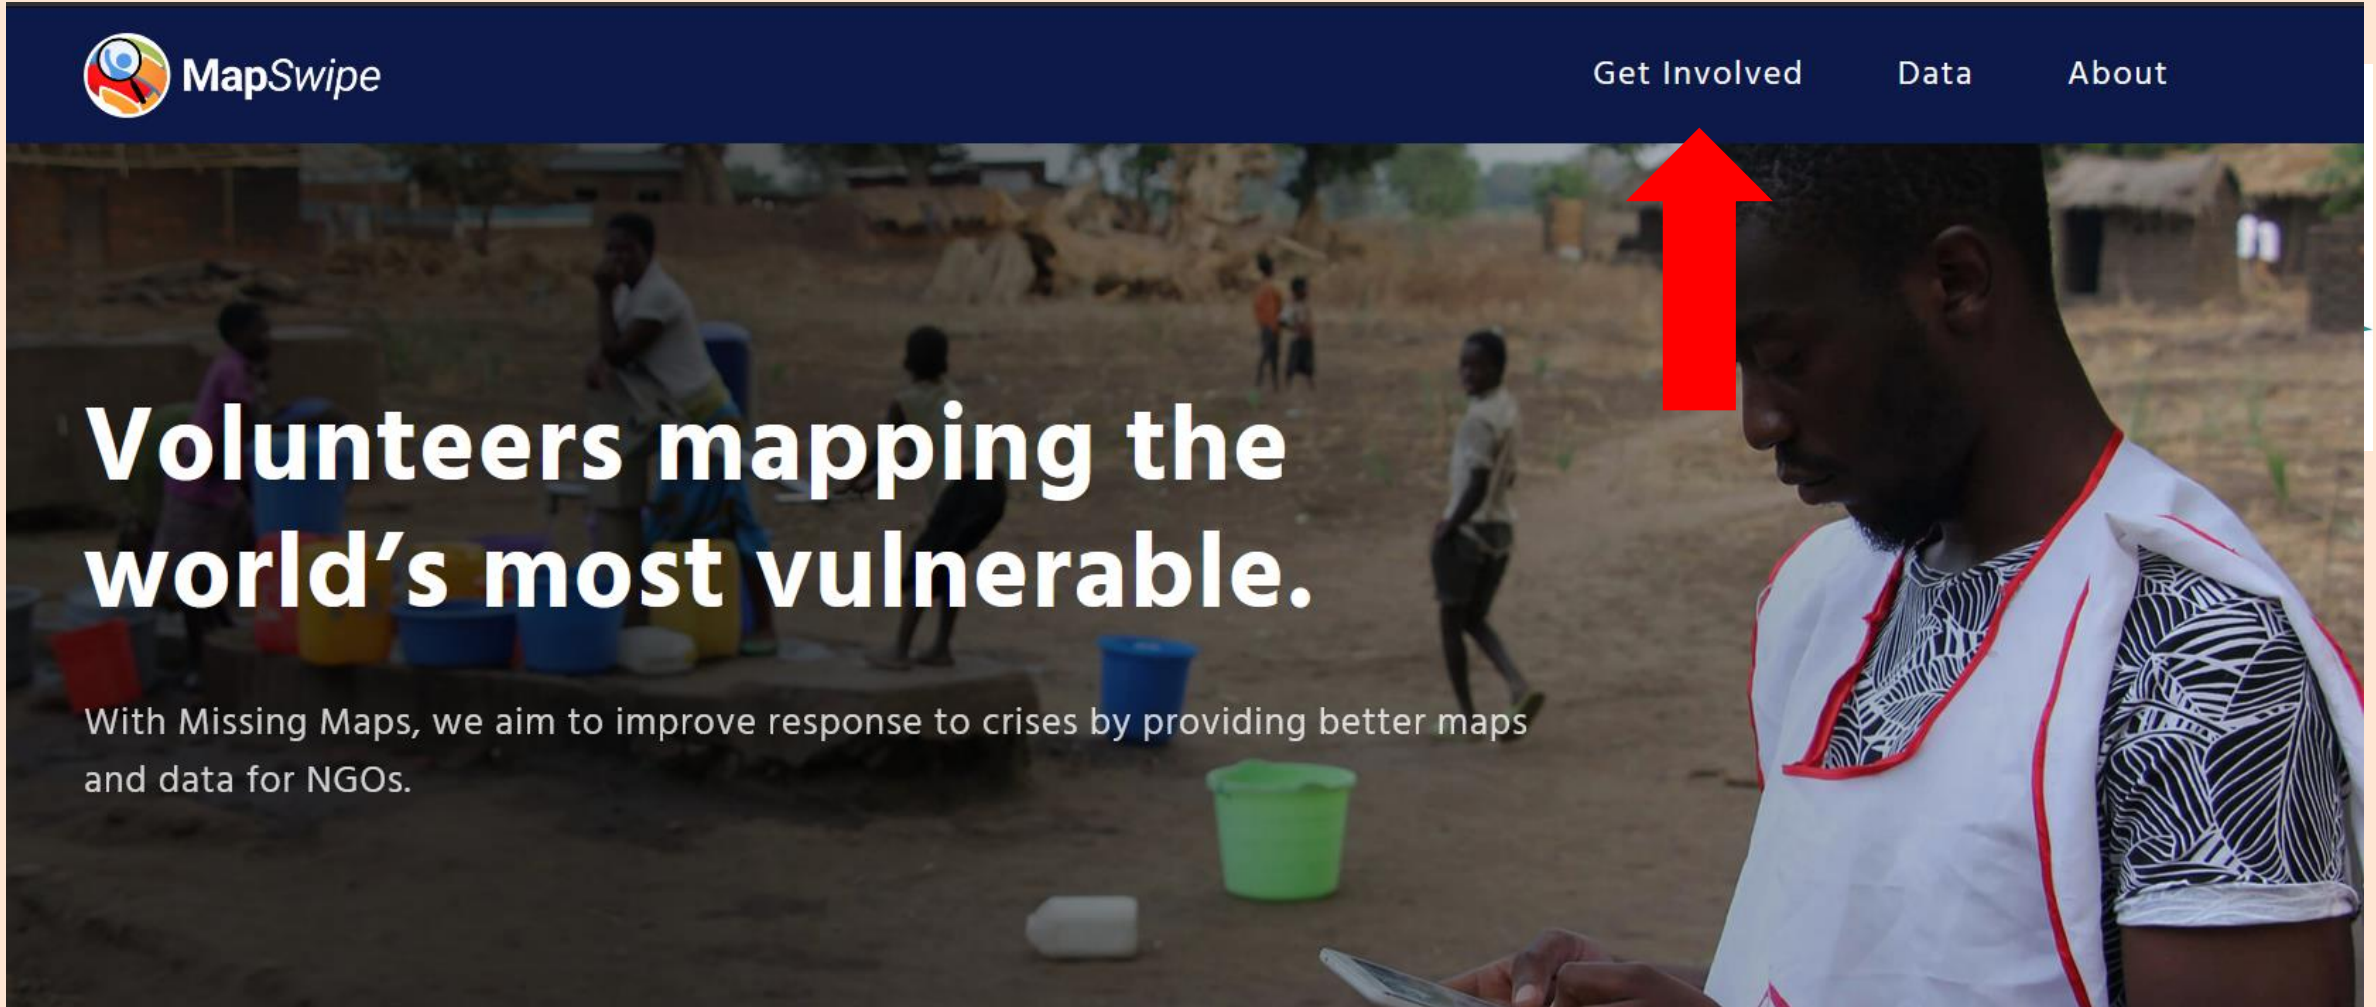 MapSwipe
Get Involved Data About
Volunteers mapping the
world’s most vulnerable.
With Missing Maps, we aim to improve response to crises by providing better maps
and data for NGOs.